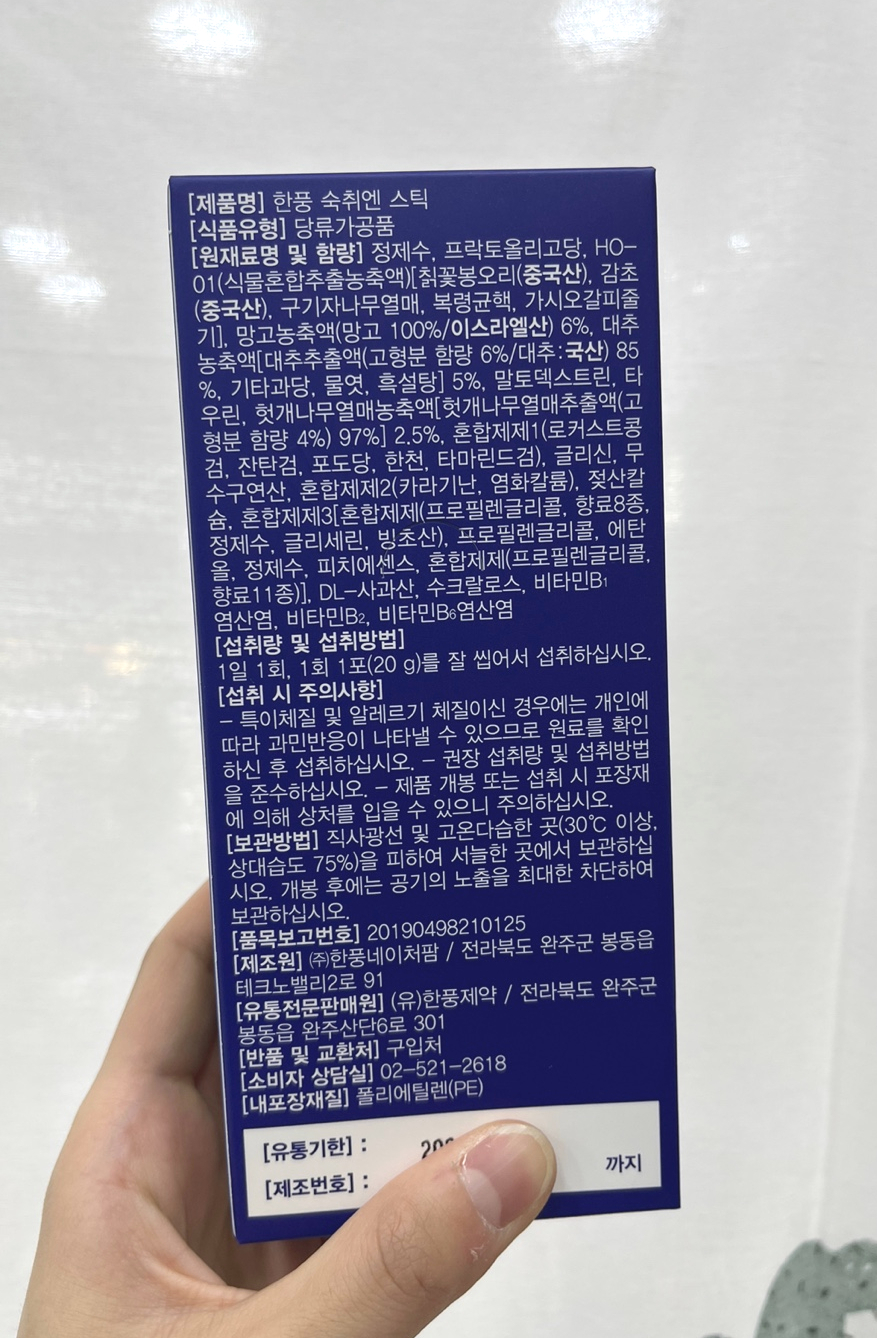 [제품명] 한풍 숙취엔 스틱
[식품유형] 당류가공품
[원재료명 및 함량] 정제수, 프락토올리고당, HO-
01(식물혼합추출농축액)[칡꽃봉오리(중국산), 감초
(중국산), 구기자나무열매, 복령균핵, 가시오갈피줄
기], 망고농축액(망고 100%/이스라엘산) 6%, 대추
농축액[대추추출액(고형분 함량 6%/대추:국산) 85
%, 기타과당, 물엿, 흑설탕] 5%, 말토덱스트린, 타
우린, 헛개나무열매농축액[헛개나무열매추출액(고
형분 함량 4%) 97%] 2.5%, 혼합제제1(로커스트콩
검, 잔탄검, 포도당, 한천, 타마린드검), 글리신, 무
수구연산, 혼합제제2(카라기난, 염화칼륨), 젖산칼
슘, 혼합제제3[혼합제제(프로필렌글리콜, 향료8종,
정제수, 글리세린, 빙초산), 프로필렌글리콜, 에탄
올, 정제수, 피치에센스, 혼합제제(프로필렌글리콜,
향료11종)], DL-사과산, 수크랄로스, 비타민B₁
염산염, 비타민B₂, 비타민B₆염산염
[섭취량 및 섭취방법]
1일 1회, 1회 1포(20 g)를 잘 씹어서 섭취하십시오.
[섭취 시 주의사항]
- 특이체질 및 알레르기 체질이신 경우에는 개인에
따라 과민반응이 나타낼 수 있으므로 원료를 확인
하신 후 섭취하십시오. - 권장 섭취량 및 섭취방법
을 준수하십시오. - 제품 개봉 또는 섭취 시 포장재
에 의해 상처를 입을 수 있으니 주의하십시오.
[보관방법] 직사광선 및 고온다습한 곳(30℃ 이상,
상대습도 75%)을 피하여 서늘한 곳에서 보관하십
시오. 개봉 후에는 공기의 노출을 최대한 차단하여
보관하십시오.
[품목보고번호] 20190498210125
[제조원] ㈜한풍네이처팜 / 전라북도 완주군 봉동읍
테크노밸리2로 91
[유통전문판매원] (유)한풍제약 / 전라북도 완주군
봉동읍 완주산단6로 301
[반품 및 교환처] 구입처
[소비자 상담실] 02-521-2618
[내포장재질] 폴리에틸렌(PE)
[유통기한] : 까지
[제조번호] :